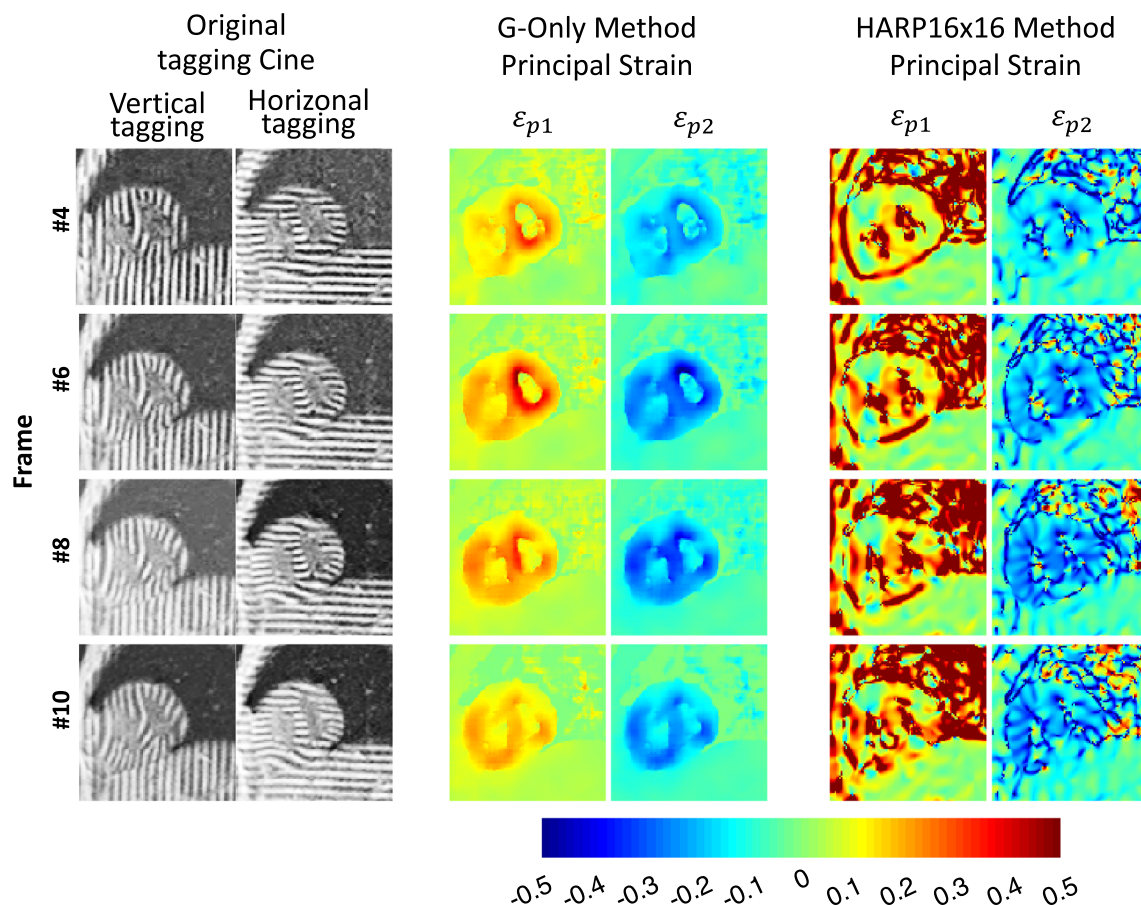 Original
tagging Cine
G-Only Method
Principal Strain
HARP16x16 Method
Principal Strain
Vertical
tagging
Horizonal
tagging
εp1
εp2
εp1
εp2
Frame
#4
#6
#8
#10
-0.5 -0.4 -0.3 -0.2 -0.1 0 0.1 0.2 0.3 0.4 0.5